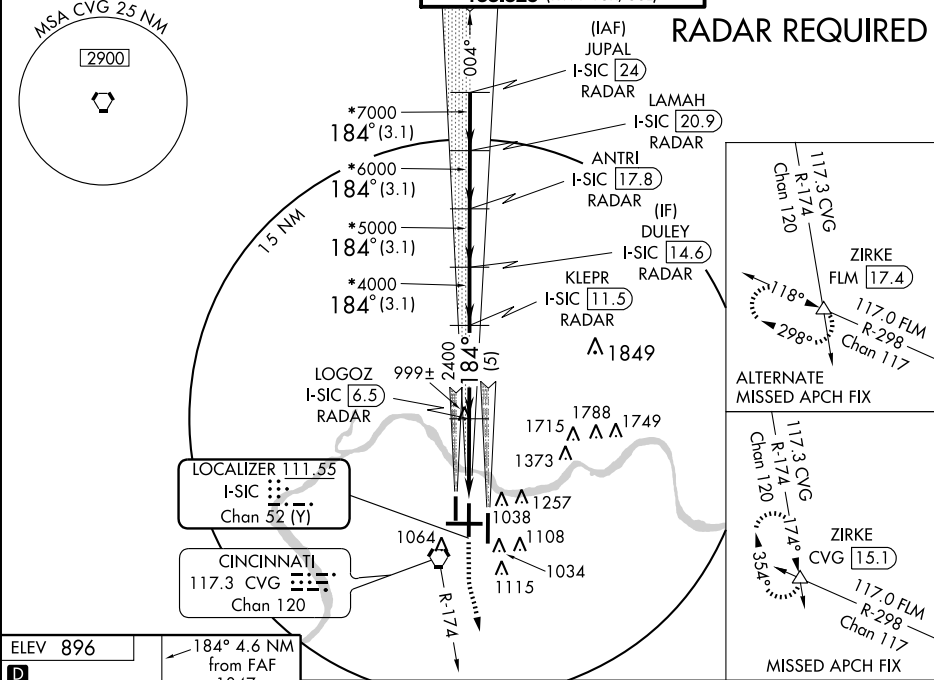 MSA CVG 25 NM
2900
RADAR REQUIRED
004°
(IAF)
JUPAL
I-SIC 24
RADAR
LAMAH
I-SIC 20.9
RADAR
ANTRI
I-SIC 17.8
RADAR
(IF)
DULEY
I-SIC 14.6
RADAR
KLEPR
I-SIC 11.5
RADAR
*7000
184° (3.1)
*6000
184° (3.1)
*5000
184° (3.1)
*4000
184° (3.1)
15 NM
2400
184°
(5)
LOGOZ
I-SIC 6.5
RADAR
999±
1849
1715
1788
1749
1373
1257
1038
1064
1108
1034
1115
LOCALIZER 111.55
I-SIC
Chan 52 (Y)
CINCINNATI
117.3 CVG
Chan 120
R-174
117.3 CVG
R-174
Chan 120
ZIRKE
FLM 17.4
118°
298°
117.0 FLM
R-298
Chan 117
ALTERNATE
MISSED APCH FIX
117.3 CVG
R-174
Chan 120
174°
354°
ZIRKE
CVG 15.1
117.0 FLM
R-298
Chan 117
MISSED APCH FIX
ELEV 896
D
184° 4.6 NM
from FAF